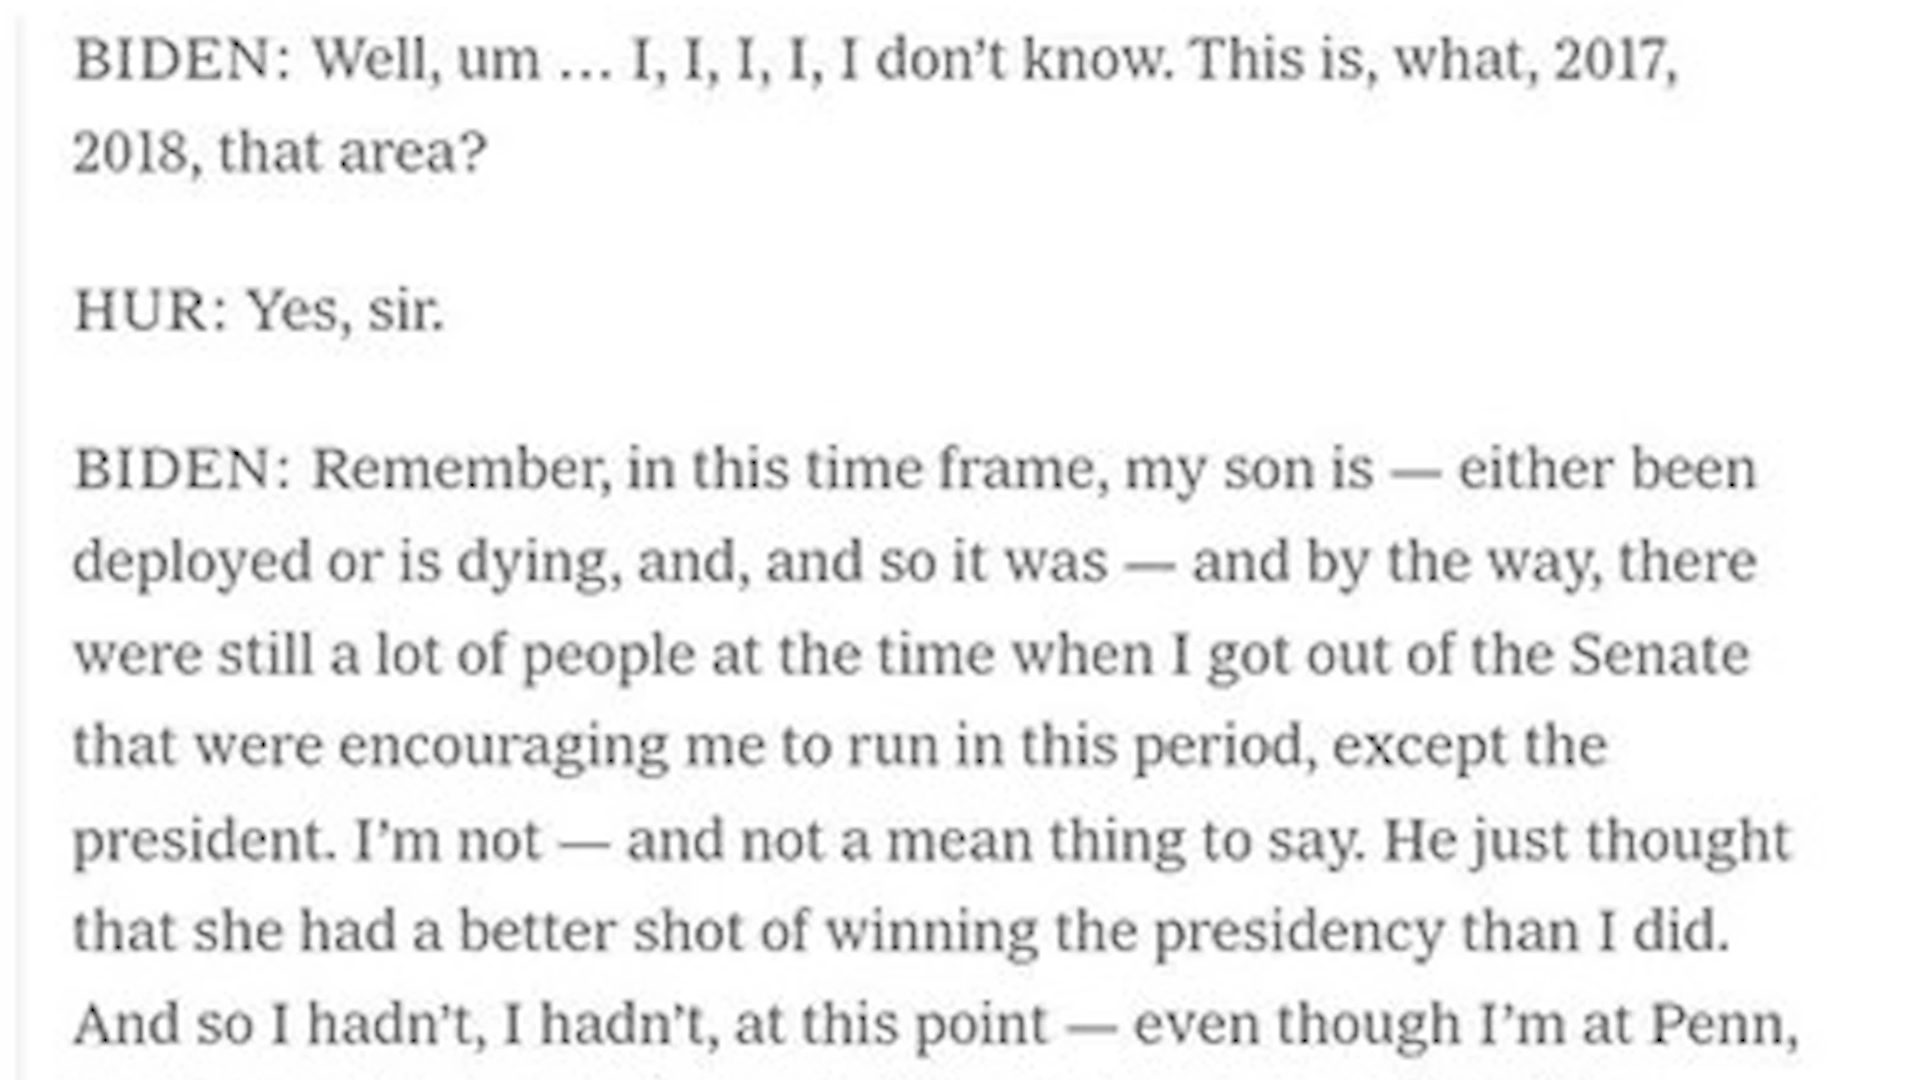 BIDEN: Well, um … I, I, I, I, I don’t know. This is, what, 2017,
2018, that area?
HUR: Yes, sir.
BIDEN: Remember, in this time frame, my son is — either been
deployed or is dying, and, and so it was — and by the way, there
were still a lot of people at the time when I got out of the Senate
that were encouraging me to run in this period, except the
president. I’m not — and not a mean thing to say. He just thought
that she had a better shot of winning the presidency than I did.
And so I hadn’t, I hadn’t, at this point — even though I’m at Penn,